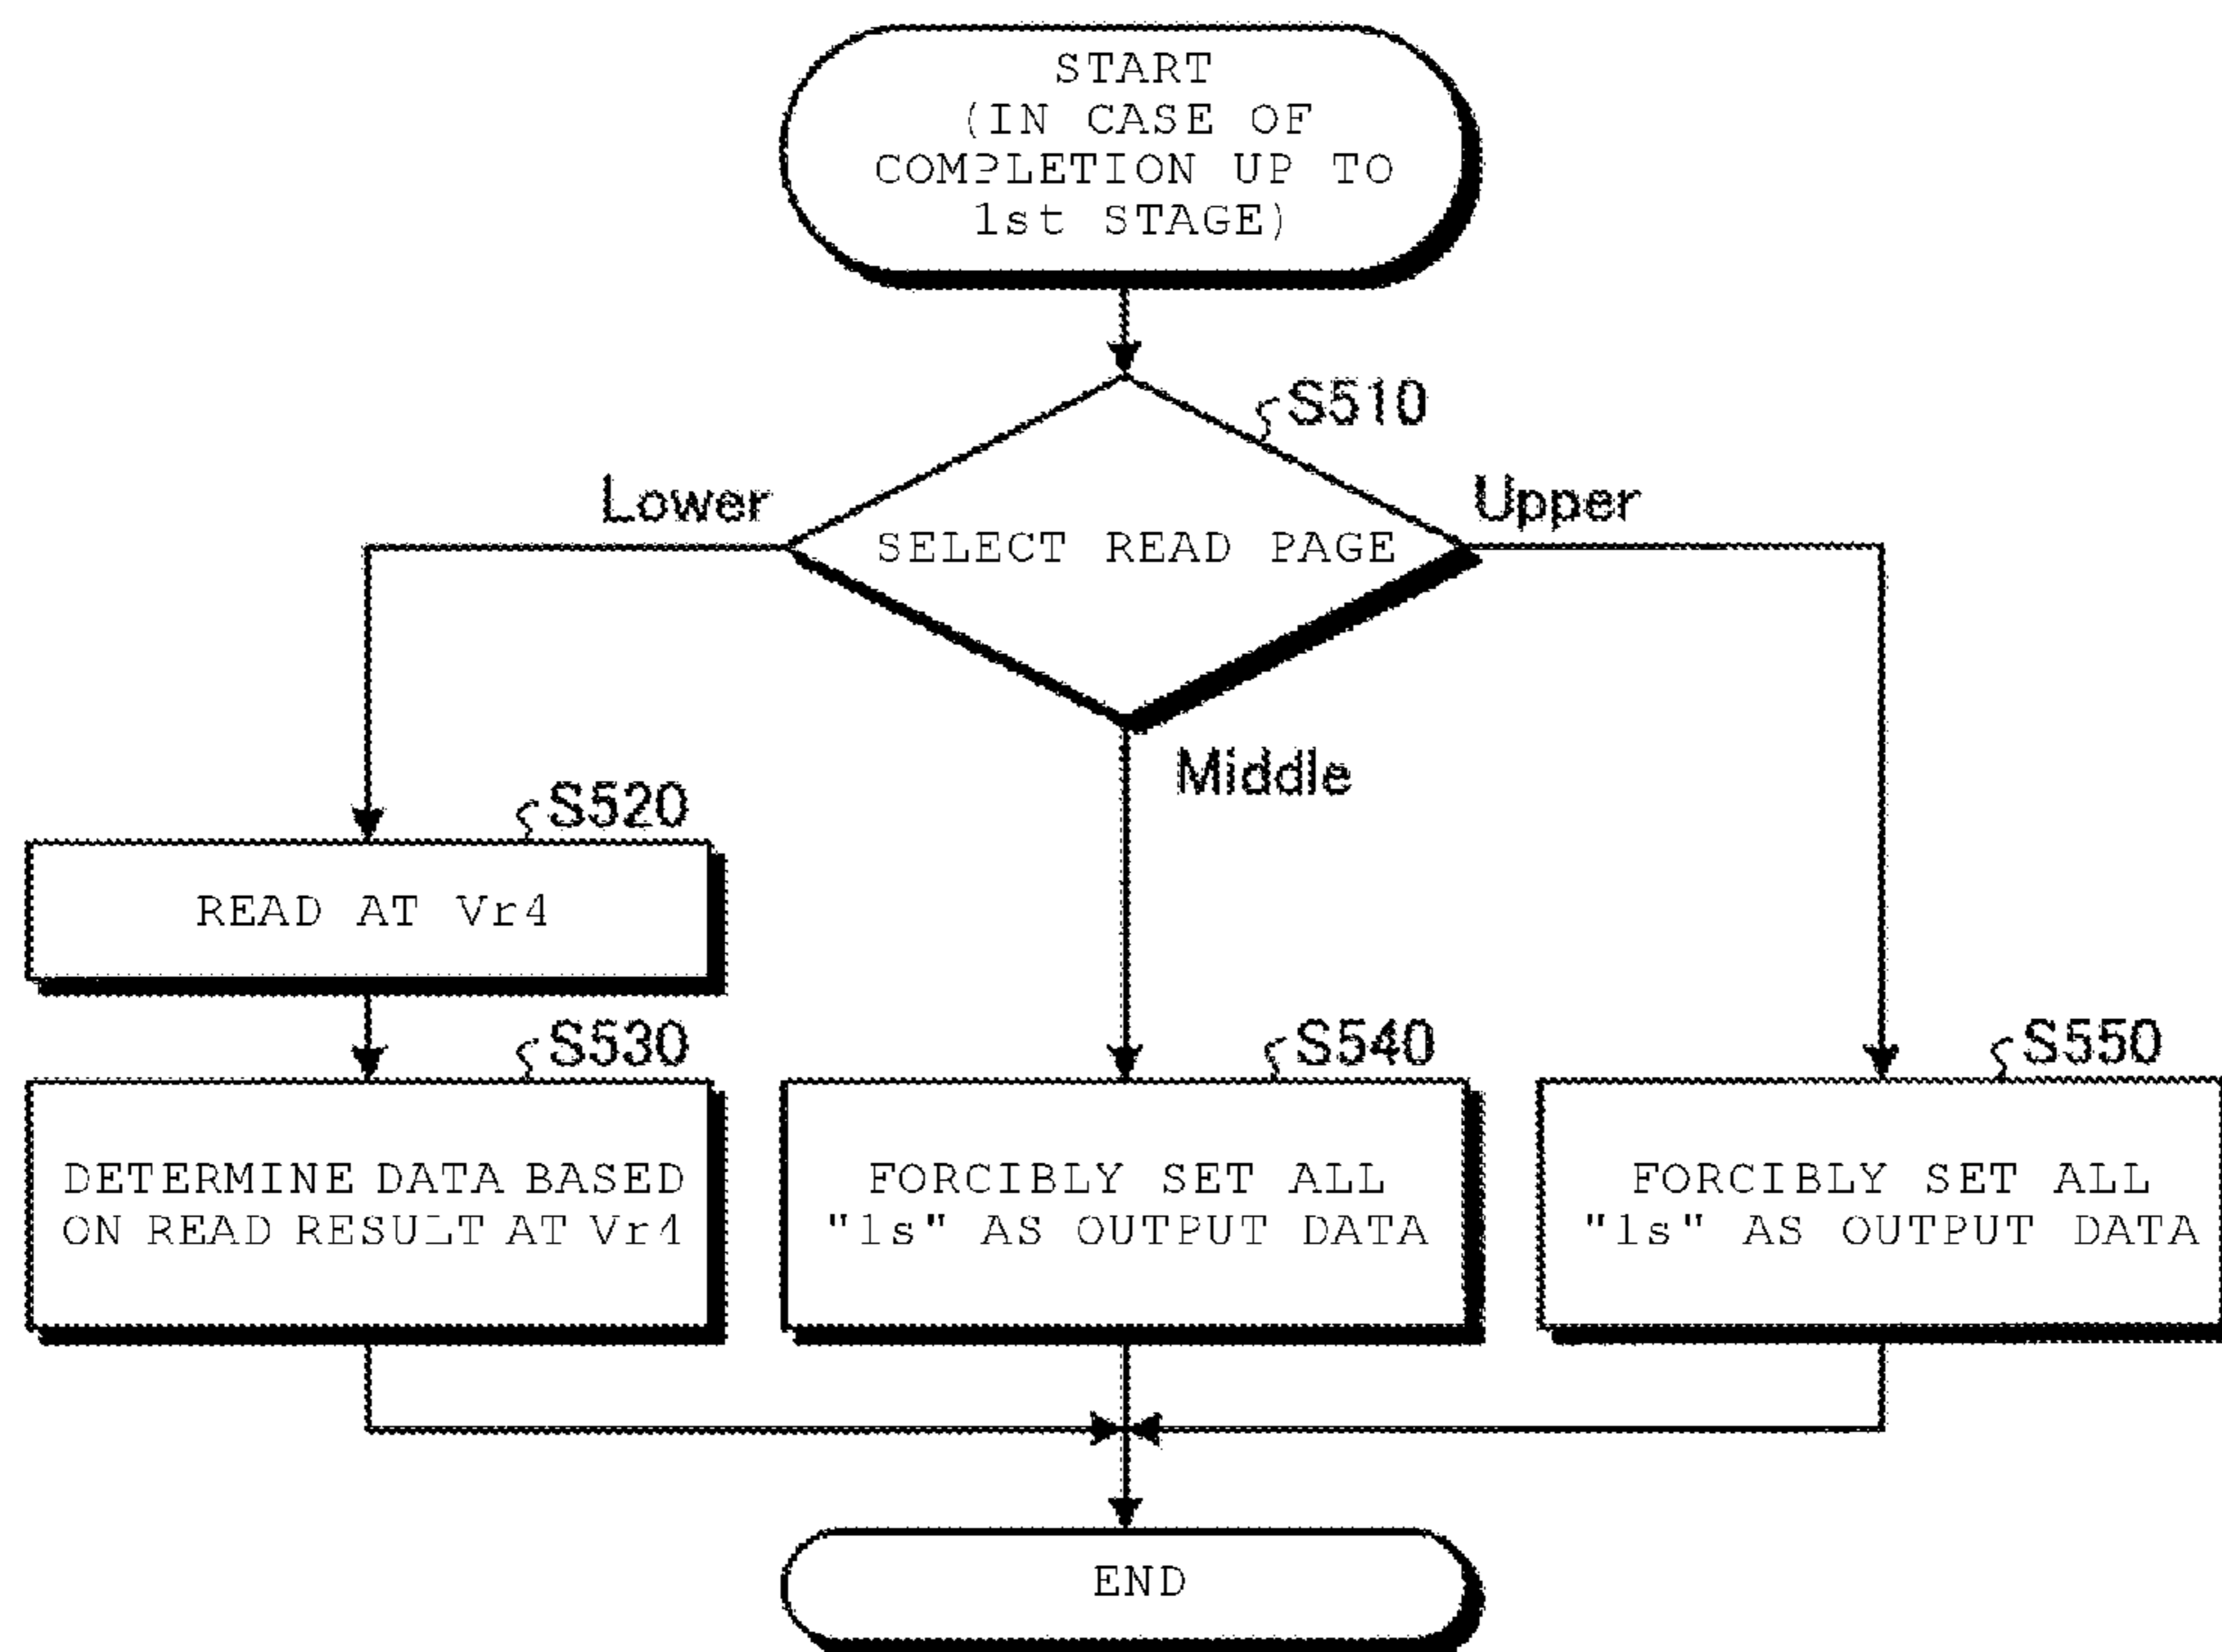 START
(IN CASE OF
COMPLETION UP TO
1st STAGE)
S510
Lower
Upper
SELECT READ PAGE
Middle
S520
READ AT Vr4
S530
S540
S550
DETERMINE DATA BASED
ON READ RESULT AT Vr4
FORCIBLY SET ALL
"1s" AS OUTPUT DATA
FORCIBLY SET ALL
"1s" AS OUTPUT DATA
END